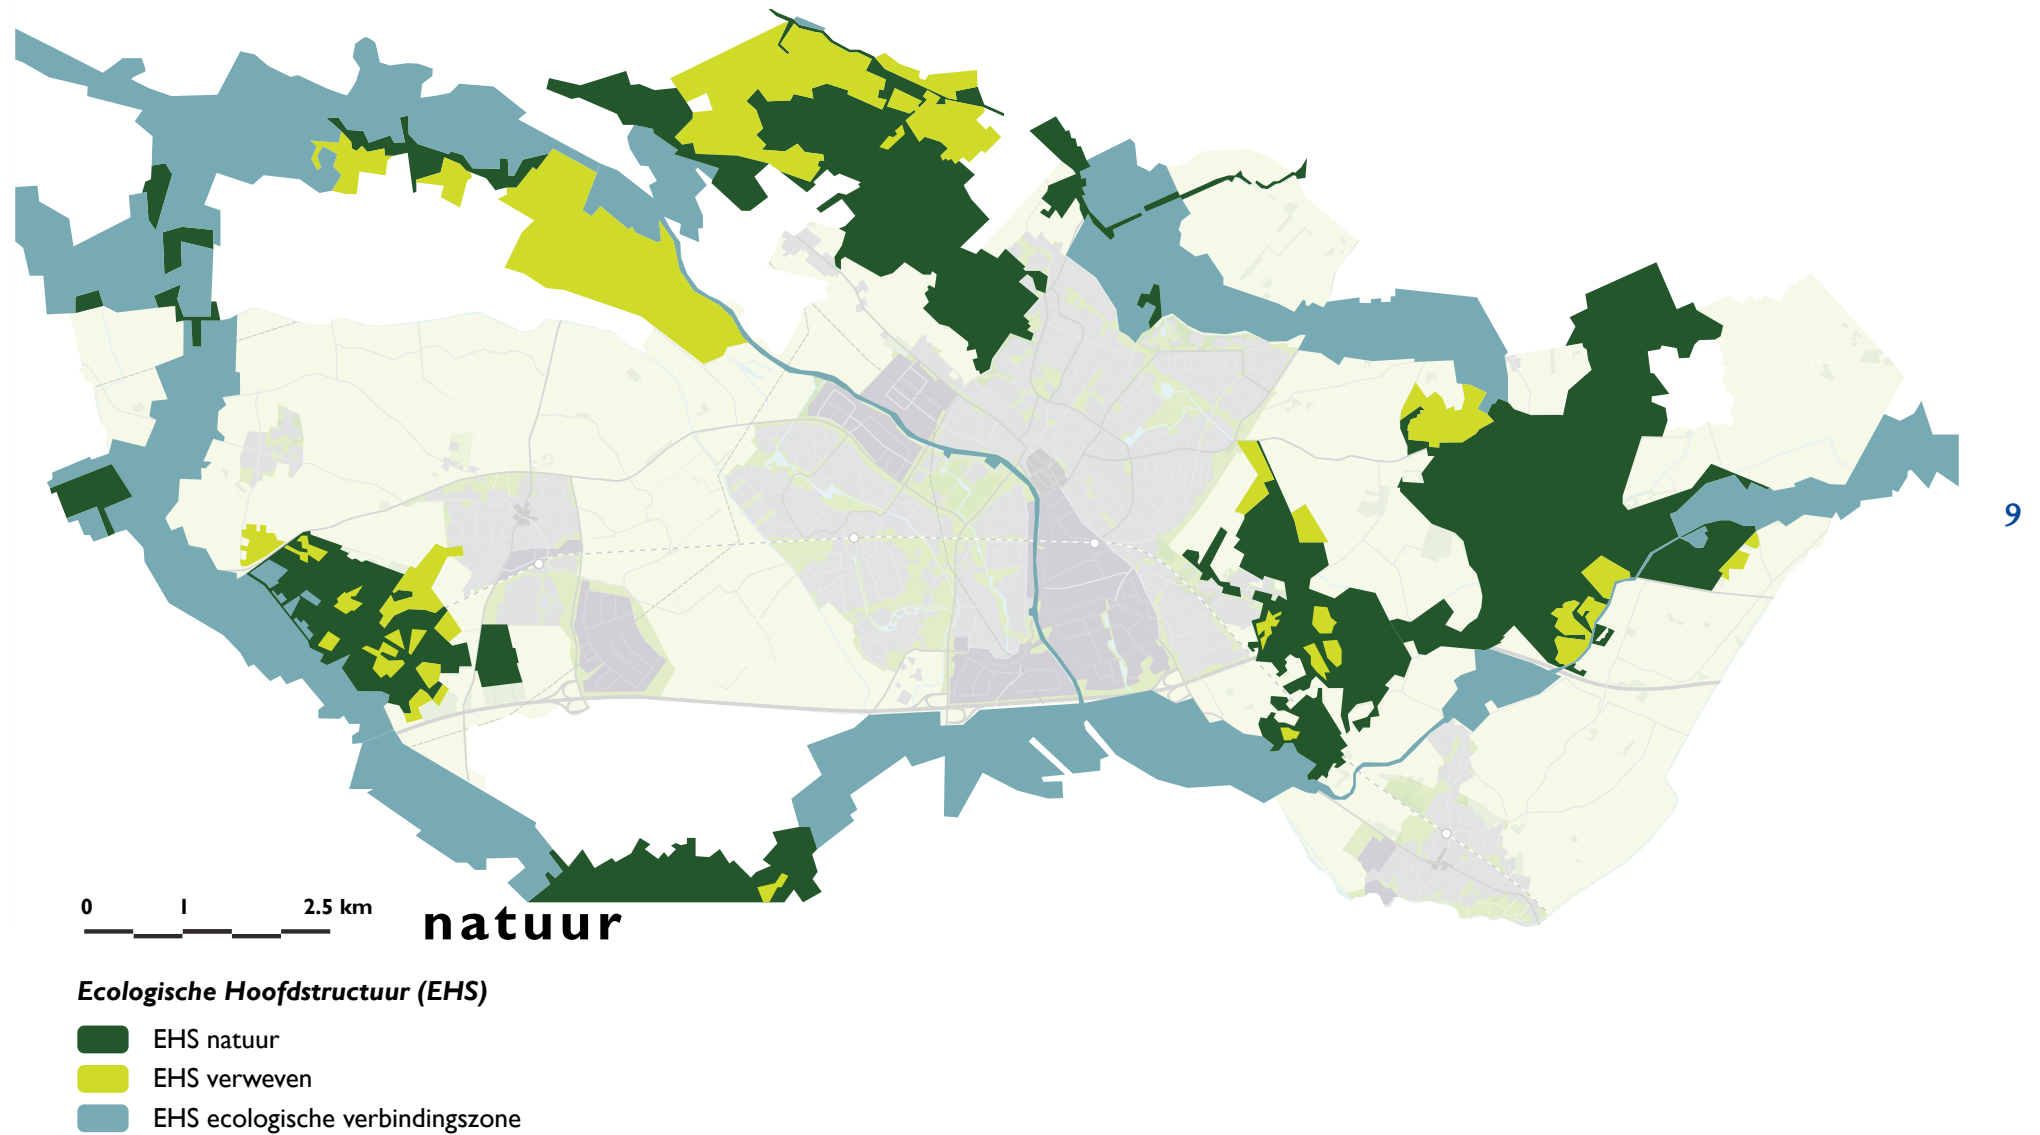 9
0 1 2.5 km
natuur
Ecologische Hoofdstructuur (EHS)
EHS natuur
EHS verweven
EHS ecologische verbindingszone